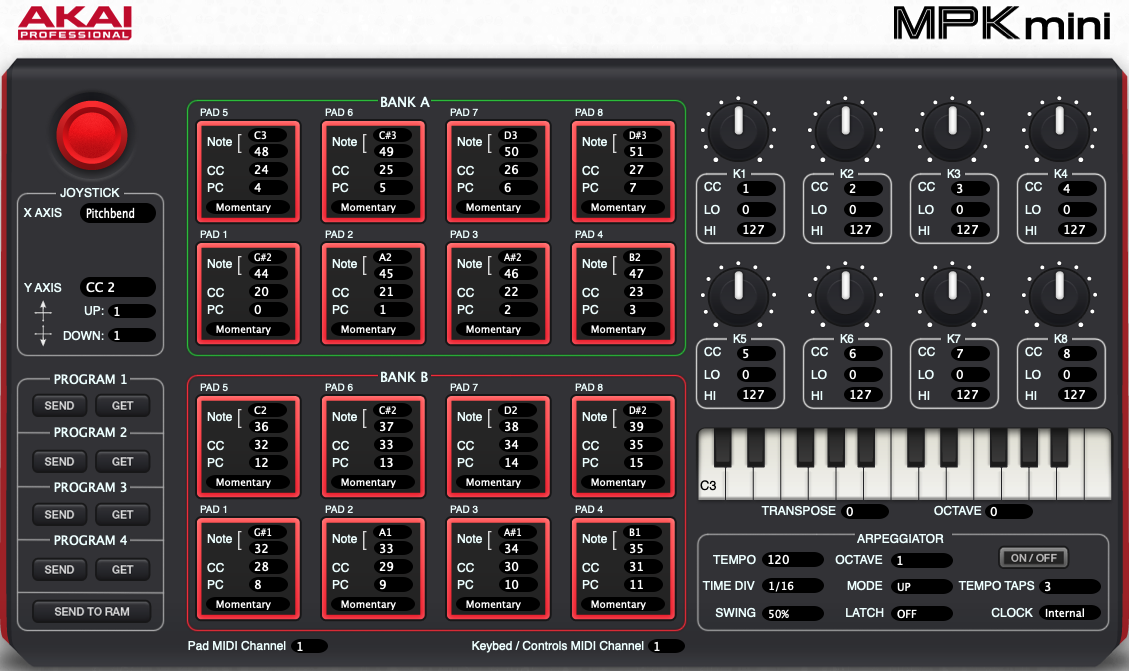 AKAI
PROFESSIONAL
MPK mini
JOYSTICK
X AXIS Pitchbend
Y AXIS CC 2
UP: 1
DOWN: 1
PROGRAM 1
SEND GET
PROGRAM 2
SEND GET
PROGRAM 3
SEND GET
PROGRAM 4
SEND GET
SEND TO RAM
BANK A
PAD 5 PAD 6 PAD 7 PAD 8
Note [ C3 Note [ C#3 Note [ D3 Note [ D#3
48 49 50 51
CC 24 CC 25 CC 26 CC 27
PC 4 PC 5 PC 6 PC 7
Momentary Momentary Momentary Momentary
PAD 1 PAD 2 PAD 3 PAD 4
Note [ G#2 Note [ A2 Note [ A#2 Note [ B2
44 45 46 47
CC 20 CC 21 CC 22 CC 23
PC 0 PC 1 PC 2 PC 3
Momentary Momentary Momentary Momentary
BANK B
PAD 5 PAD 6 PAD 7 PAD 8
Note [ C2 Note [ C#2 Note [ D2 Note [ D#2
36 37 38 39
CC 32 CC 33 CC 34 CC 35
PC 12 PC 13 PC 14 PC 15
Momentary Momentary Momentary Momentary
PAD 1 PAD 2 PAD 3 PAD 4
Note [ G#1 Note [ A1 Note [ A#1 Note [ B1
32 33 34 35
CC 28 CC 29 CC 30 CC 31
PC 8 PC 9 PC 10 PC 11
Momentary Momentary Momentary Momentary
Pad MIDI Channel 1 Keybed / Controls MIDI Channel 1
K1 K2 K3 K4
CC 1 CC 2 CC 3 CC 4
LO 0 LO 0 LO 0 LO 0
HI 127 HI 127 HI 127 HI 127
K5 K6 K7 K8
CC 5 CC 6 CC 7 CC 8
LO 0 LO 0 LO 0 LO 0
HI 127 HI 127 HI 127 HI 127
C3
TRANSPOSE 0 OCTAVE 0
ARPEGGIATOR
TEMPO 120 OCTAVE 1 ON / OFF
TIME DIV 1/16 MODE UP TEMPO TAPS 3
SWING 50% LATCH OFF CLOCK Internal